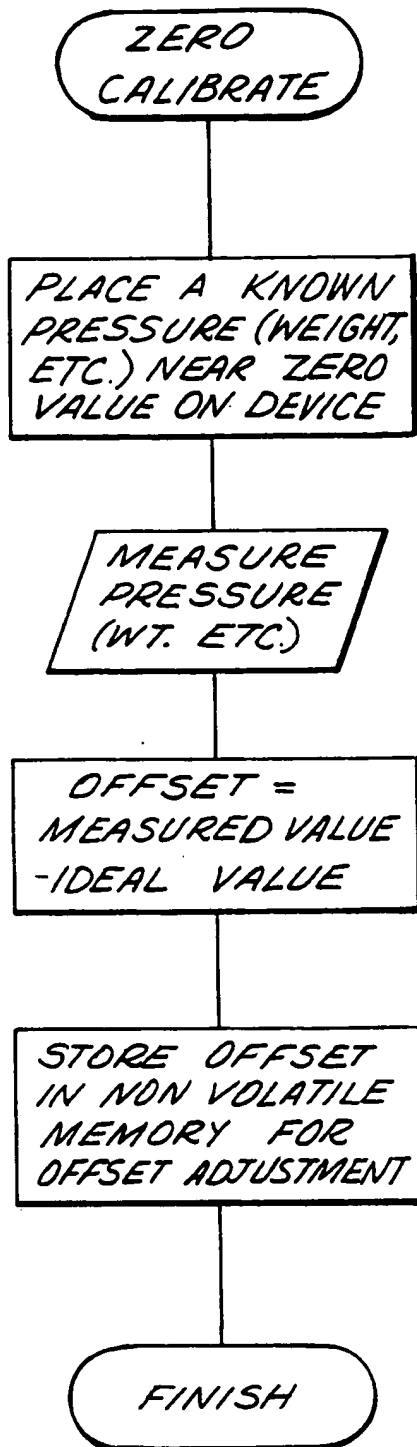 ZERO
CALIBRATE
PLACE A KNOWN
PRESSURE (WEIGHT,
ETC.) NEAR ZERO
VALUE ON DEVICE
MEASURE
PRESSURE
(WT. ETC.)
OFFSET =
MEASURED VALUE
-IDEAL VALUE
STORE OFFSET
IN NON VOLATILE
MEMORY FOR
OFFSET ADJUSTMENT
FINISH